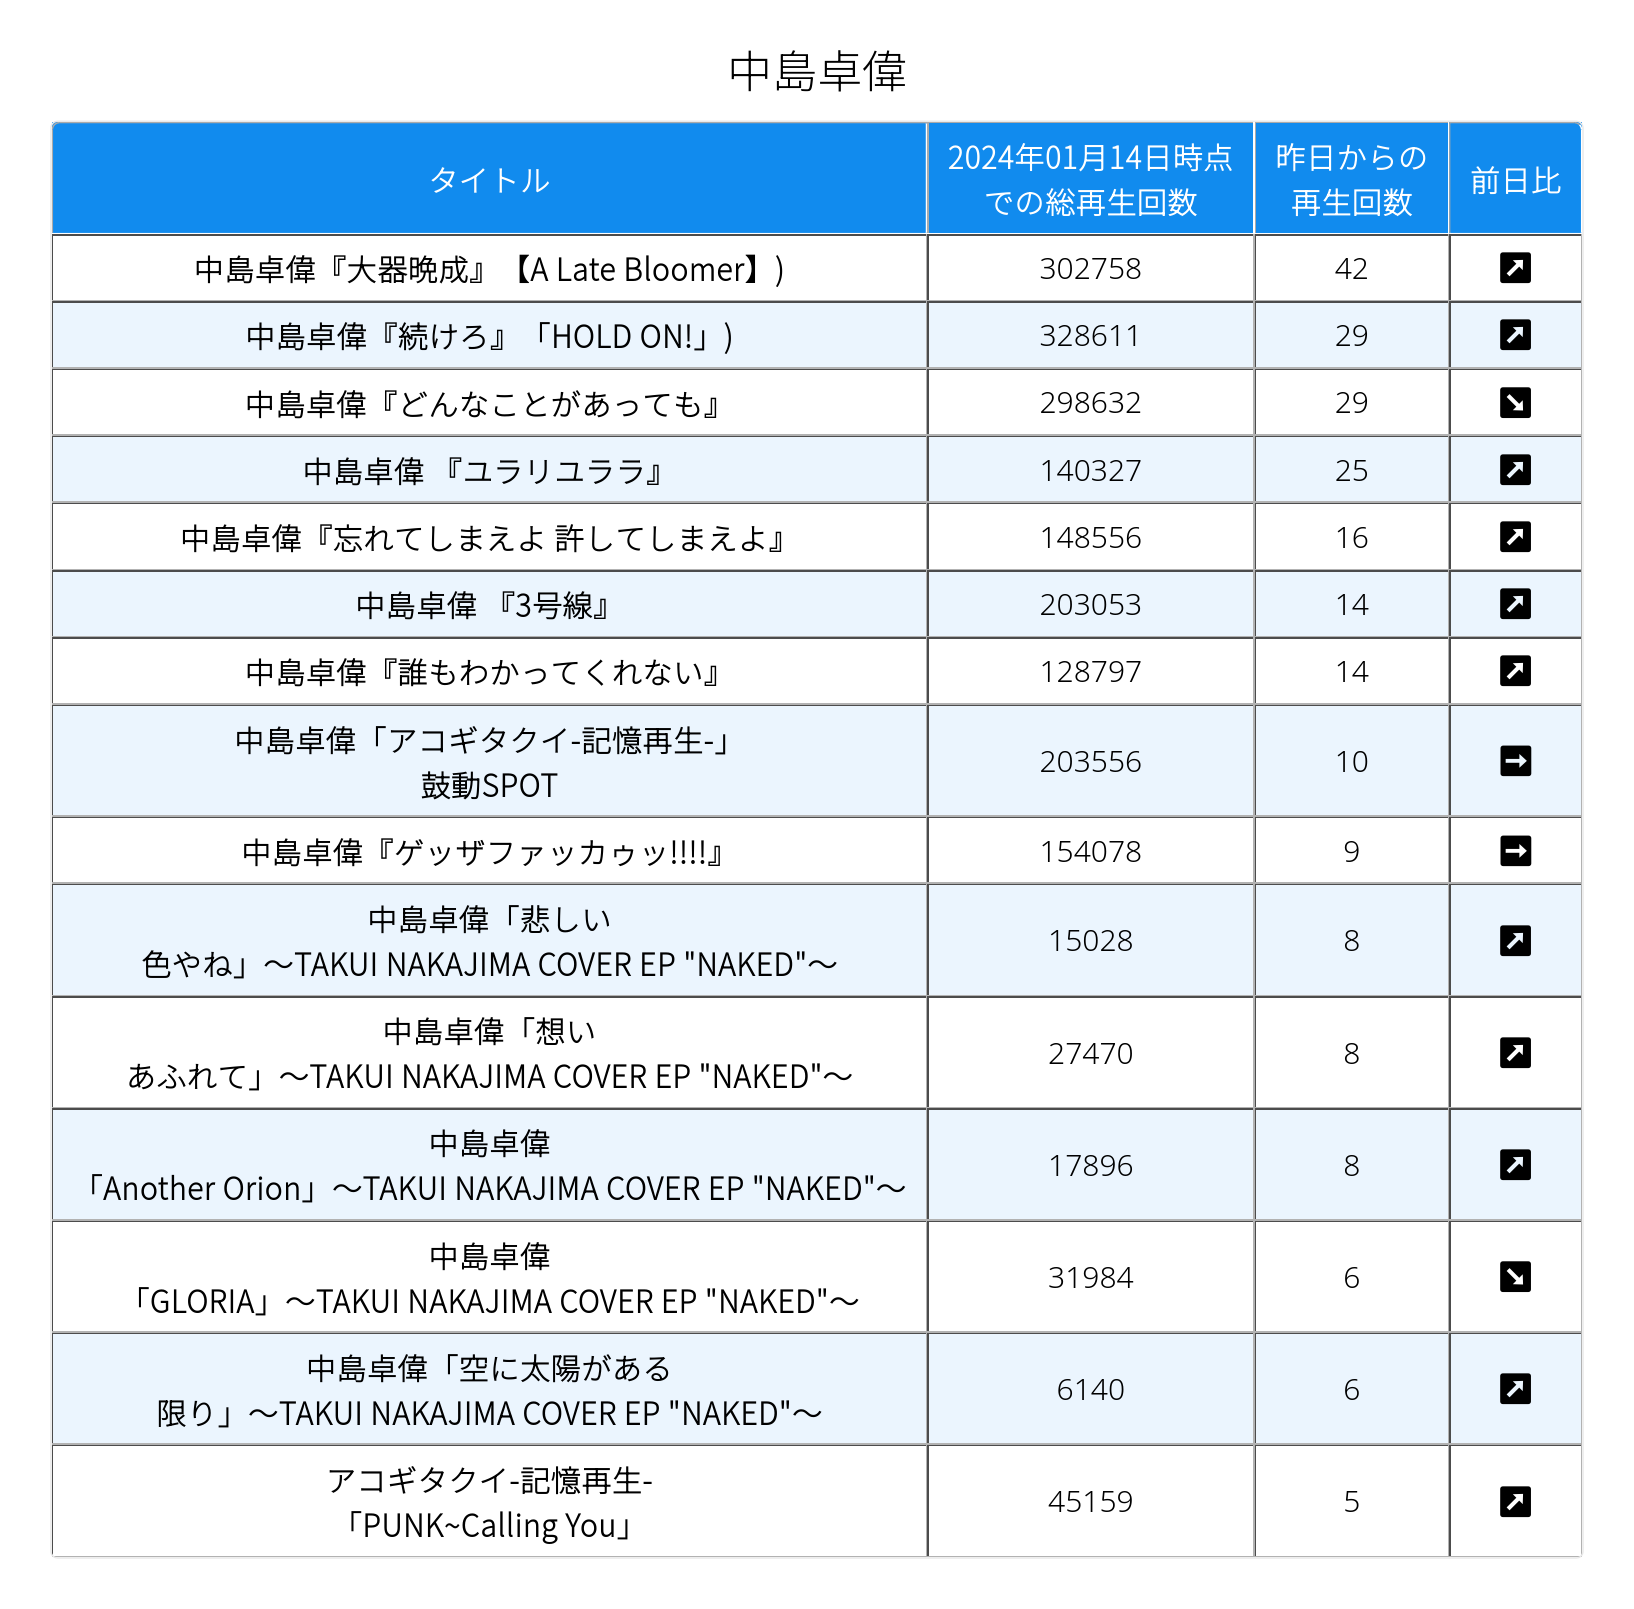 中島卓偉
タイトル
2024年01月14日時点
での総再生回数
昨日からの
再生回数
前日比
中島卓偉『大器晩成』【A Late Bloomer】) 302758 42 ↗
中島卓偉『続けろ』「HOLD ON!」) 328611 29 ↗
中島卓偉『どんなことがあっても』 298632 29 ↘
中島卓偉 『ユラリユララ』 140327 25 ↗
中島卓偉『忘れてしまえよ 許してしまえよ』 148556 16 ↗
中島卓偉 『3号線』 203053 14 ↗
中島卓偉『誰もわかってくれない』 128797 14 ↗
中島卓偉「アコギタクイ-記憶再生-」
鼓動SPOT 203556 10 →
中島卓偉『ゲッザファッカゥッ!!!!』 154078 9 →
中島卓偉「悲しい
色やね」～TAKUI NAKAJIMA COVER EP "NAKED"～ 15028 8 ↗
中島卓偉「想い
あふれて」～TAKUI NAKAJIMA COVER EP "NAKED"～ 27470 8 ↗
中島卓偉
「Another Orion」～TAKUI NAKAJIMA COVER EP "NAKED"～ 17896 8 ↗
中島卓偉
「GLORIA」～TAKUI NAKAJIMA COVER EP "NAKED"～ 31984 6 ↘
中島卓偉「空に太陽がある
限り」～TAKUI NAKAJIMA COVER EP "NAKED"～ 6140 6 ↗
アコギタクイ-記憶再生-
「PUNK~Calling You」 45159 5 ↗